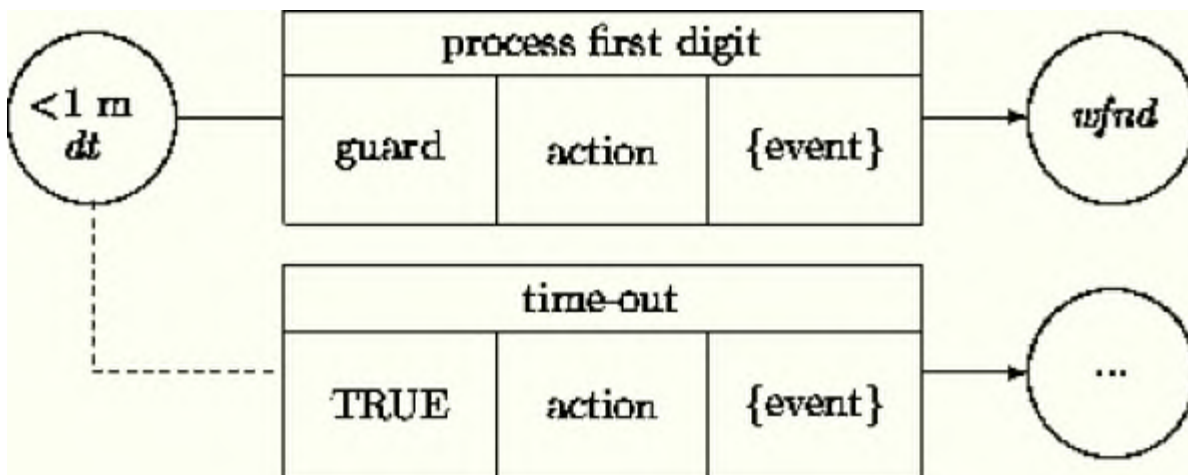 process first digit
<1 m
dt
guard
action
{event}
wfnd
time-out
TRUE
action
{event}
...